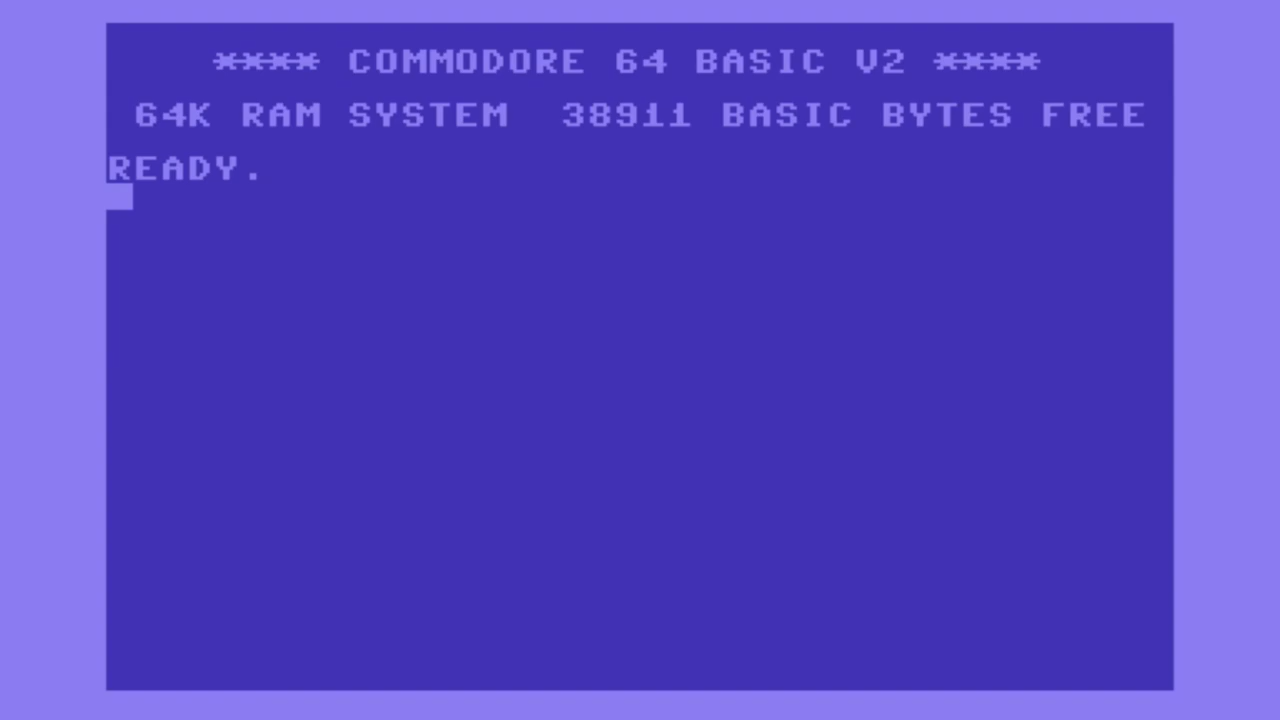 **** COMMODORE 64 BASIC V2 ****
64K RAM SYSTEM  38911 BASIC BYTES FREE
READY.